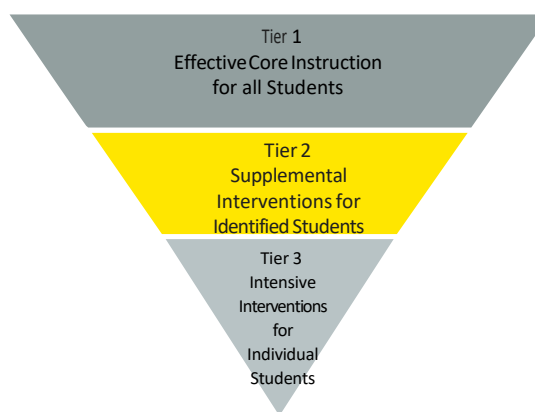 Tier 1
Effective Core Instruction
for all Students
Tier 2
Supplemental
Interventions for
Identified Students
Tier 3
Intensive
Interventions
for
Individual
Students